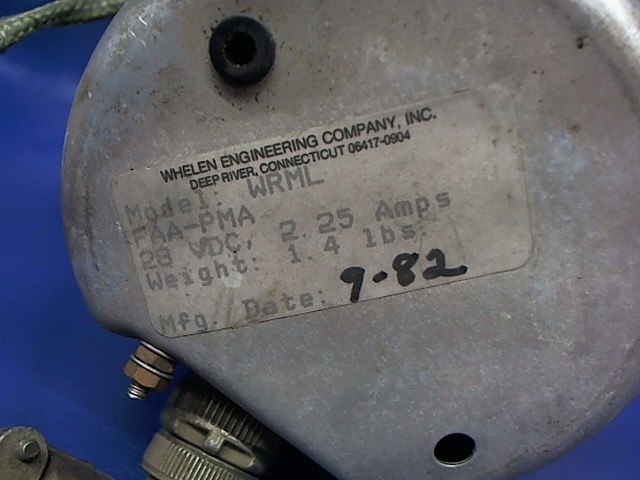 WHELEN ENGINEERING COMPANY, INC.
DEEP RIVER, CONNECTICUT 06417-0904
Model: WRML
FAA-PMA
28 VDC, 2.25 Amps
Weight: 1.4 lbs.
Mfg. Date: 9-82